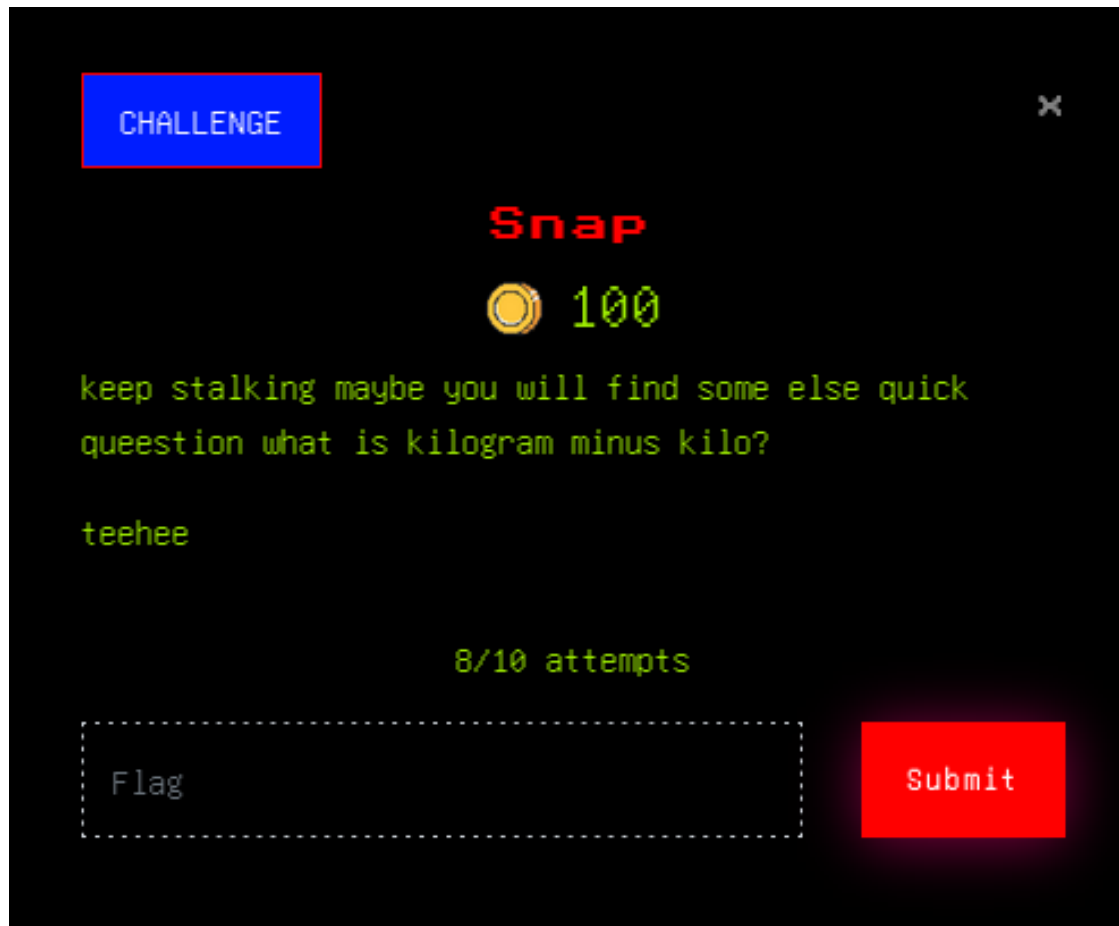 CHALLENGE
×
Snap
100
keep stalking maybe you will find some else quick
queestion what is kilogram minus kilo?
teehee
8/10 attempts
Flag
Submit